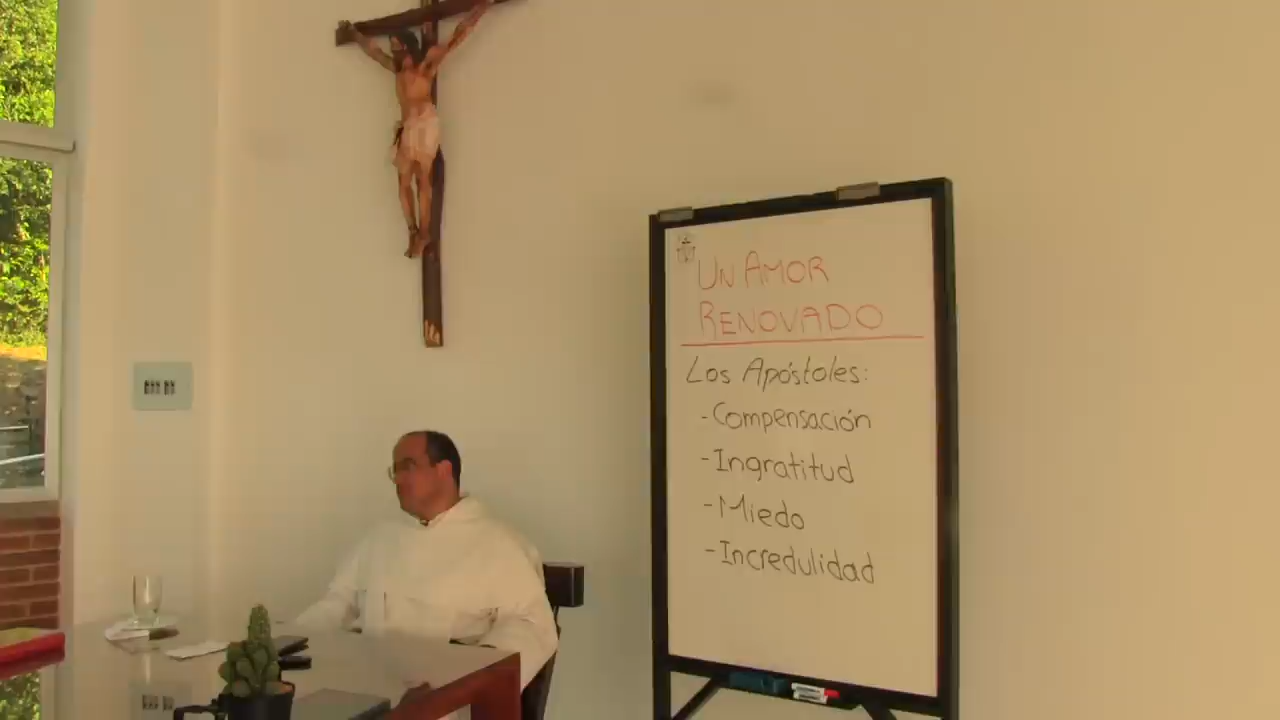 UN AMOR
RENOVADO
Los Apóstoles:
-Compensación
-Ingratitud
-Miedo
-Incredulidad